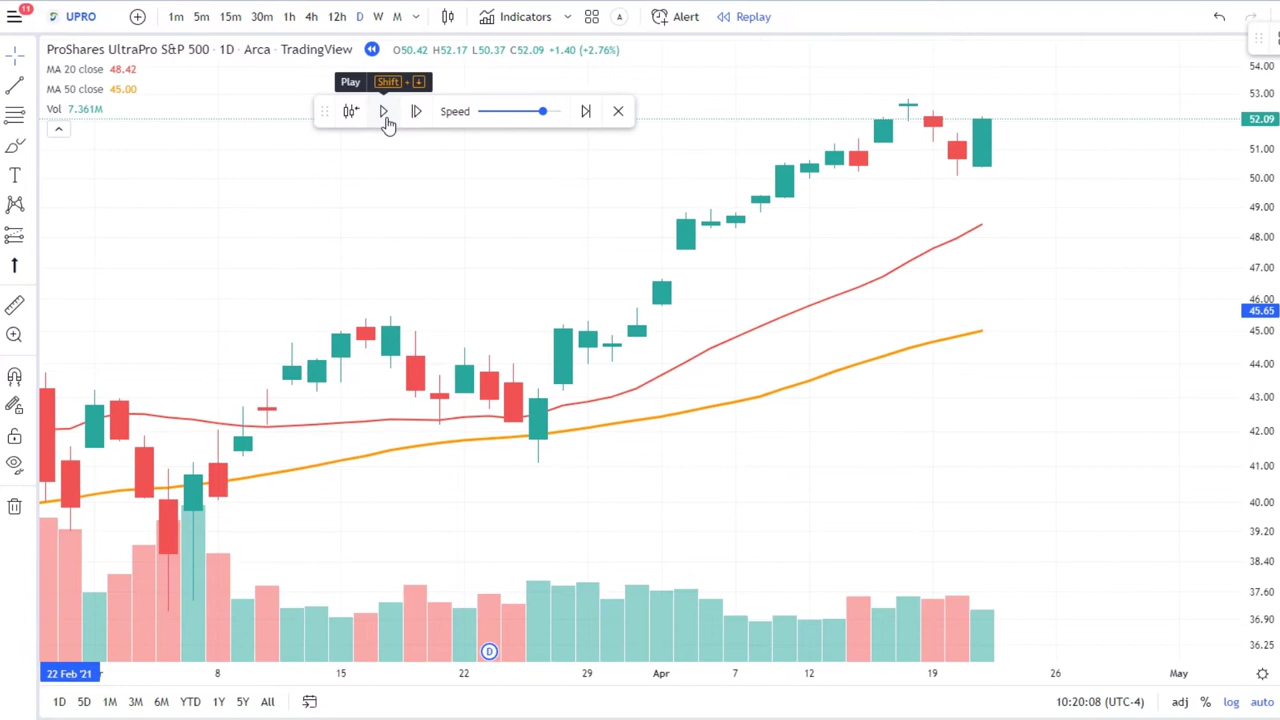 11
UPRO
1m 5m 15m 30m 1h 4h 12h D W M
Indicators
A
Alert
Replay
ProShares UltraPro S&P 500 · 1D · Arca · TradingView
O50.42 H52.17 L50.37 C52.09 +1.40 (+2.76%)
MA 20 close 48.42
MA 50 close 45.00
Vol 7.361M
Play Shift + ↓
Speed
T
54.00
53.00
52.09
51.00
50.00
49.00
48.00
47.00
46.00
45.65
45.00
44.00
43.00
42.00
41.00
40.00
39.20
38.40
37.60
36.90
36.25
D
22 Feb '21 8 15 22 29 Apr 7 12 19 26 May
1D 5D 1M 3M 6M YTD 1Y 5Y All
10:20:08 (UTC-4)
adj % log auto